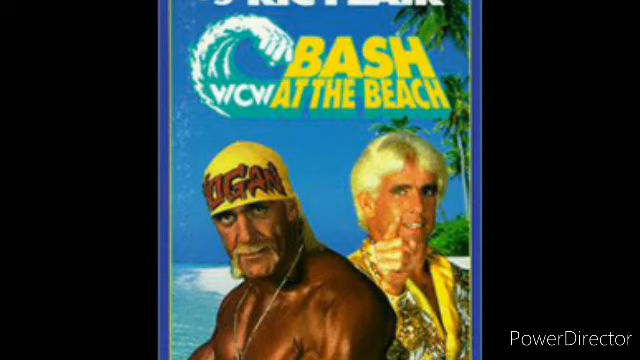 RIC FLAIR
BASH
WCW AT THE BEACH
HOGAN
PowerDirector